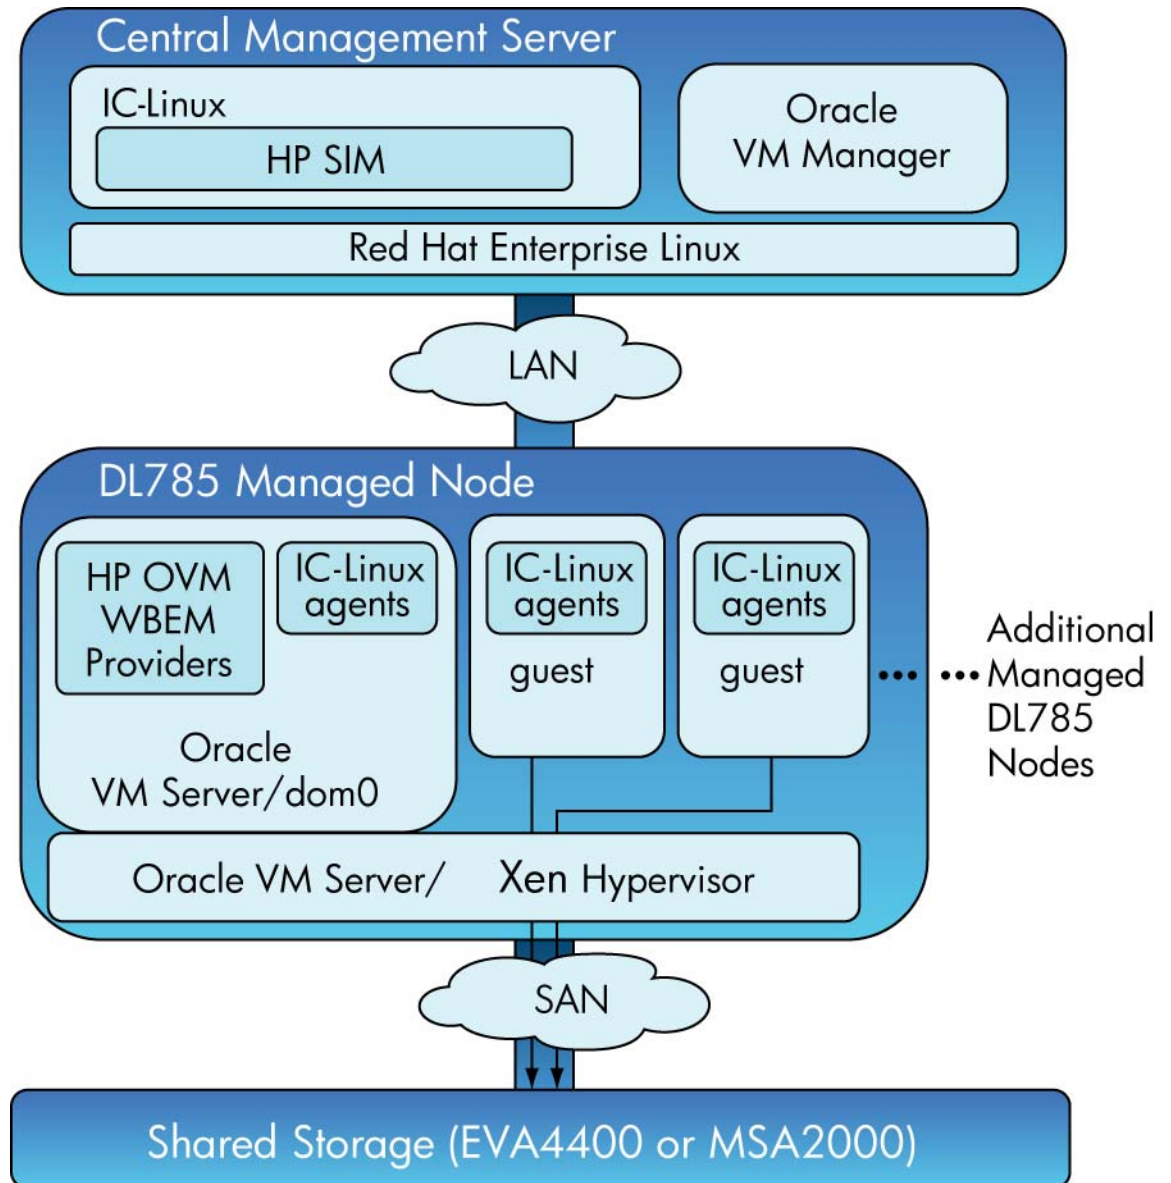 Central Management Server
IC-Linux
HP SIM
Oracle
VM Manager
Red Hat Enterprise Linux
LAN
DL785 Managed Node
HP OVM
WBEM
Providers
IC-Linux
agents
Oracle
VM Server/dom0
IC-Linux
agents
guest
IC-Linux
agents
guest
Additional
Managed
DL785
Nodes
Oracle VM Server/ Xen Hypervisor
SAN
Shared Storage (EVA4400 or MSA2000)